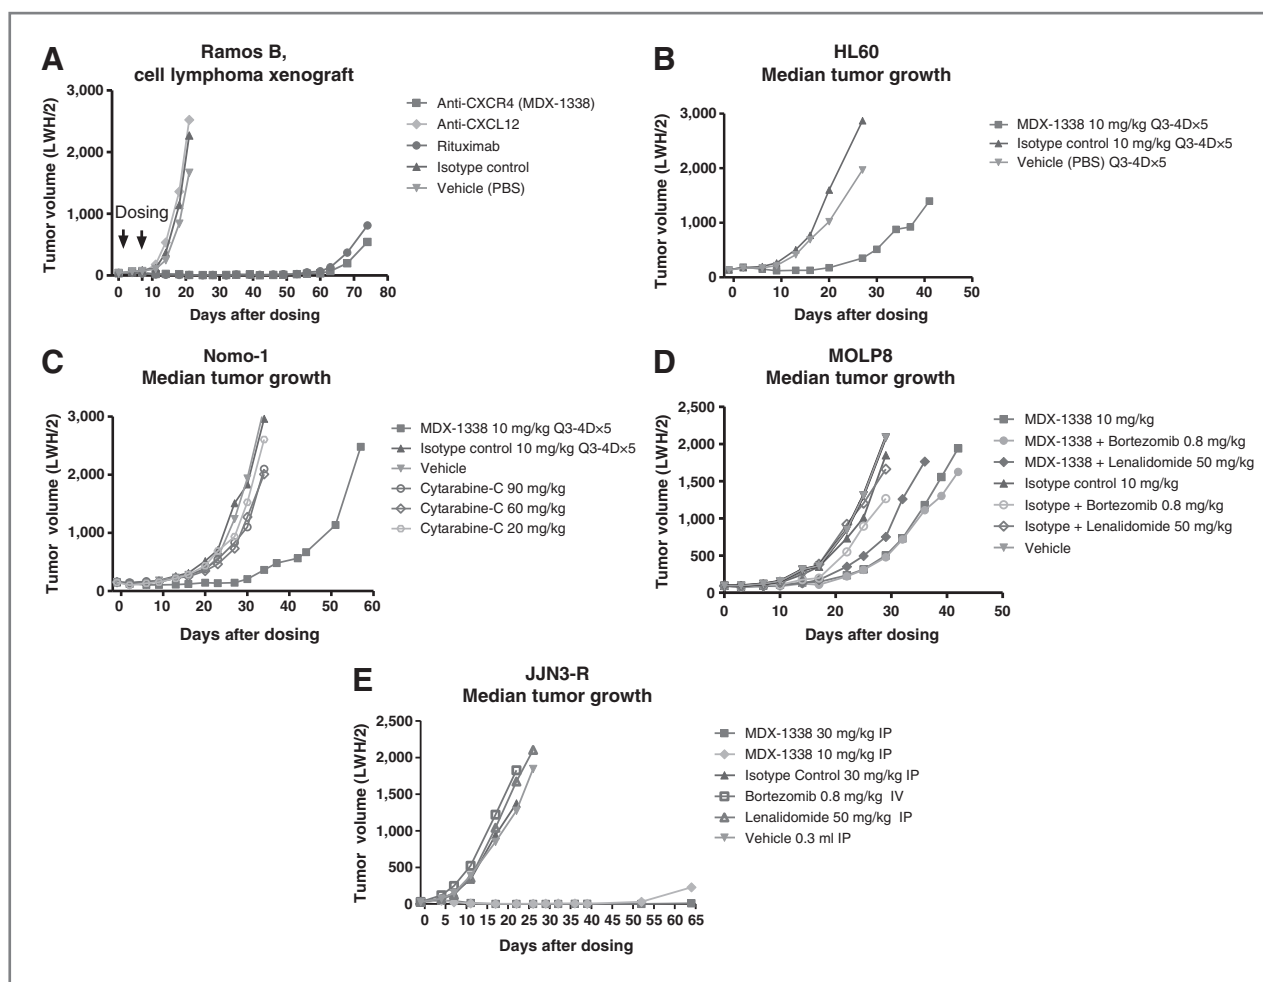 A
Ramos B,
cell lymphoma xenograft
Tumor volume (LWH/2)
3,000
2,000
1,000
0
Dosing
0 10 20 30 40 50 60 70 80
Days after dosing
Anti-CXCR4 (MDX-1338)
Anti-CXCL12
Rituximab
Isotype control
Vehicle (PBS)
B
HL60
Median tumor growth
Tumor volume (LWH/2)
3,000
2,000
1,000
0
0 10 20 30 40 50
Days after dosing
MDX-1338 10 mg/kg Q3-4D×5
Isotype control 10 mg/kg Q3-4D×5
Vehicle (PBS) Q3-4D×5
C
Nomo-1
Median tumor growth
Tumor volume (LWH/2)
3,000
2,000
1,000
0
0 10 20 30 40 50 60
Days after dosing
MDX-1338 10 mg/kg Q3-4D×5
Isotype control 10 mg/kg Q3-4D×5
Vehicle
Cytarabine-C 90 mg/kg
Cytarabine-C 60 mg/kg
Cytarabine-C 20 mg/kg
D
MOLP8
Median tumor growth
Tumor volume (LWH/2)
2,500
2,000
1,500
1,000
500
0
0 10 20 30 40 50
Days after dosing
MDX-1338 10 mg/kg
MDX-1338 + Bortezomib 0.8 mg/kg
MDX-1338 + Lenalidomide 50 mg/kg
Isotype control 10 mg/kg
Isotype + Bortezomib 0.8 mg/kg
Isotype + Lenalidomide 50 mg/kg
Vehicle
E
JJN3-R
Median tumor growth
Tumor volume (LWH/2)
2,500
2,000
1,500
1,000
500
0
0 5 10 15 20 25 30 35 40 45 50 55 60 65
Days after dosing
MDX-1338 30 mg/kg IP
MDX-1338 10 mg/kg IP
Isotype Control 30 mg/kg IP
Bortezomib 0.8 mg/kg IV
Lenalidomide 50 mg/kg IP
Vehicle 0.3 ml IP